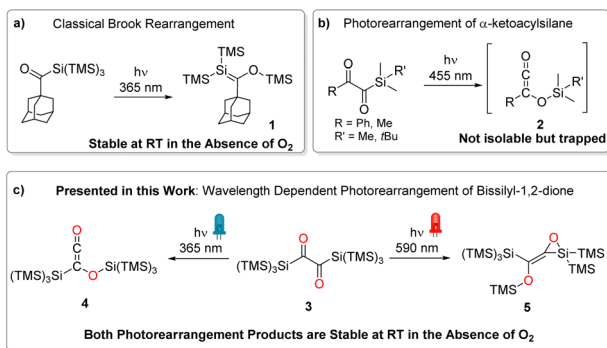 a) Classical Brook Rearrangement
O
Si(TMS)₃
hν
365 nm
TMS
TMS
Si
O
TMS
1
Stable at RT in the Absence of O₂
b) Photorearrangement of α-ketoacylsilane
O
R
Si
R'
O
R = Ph, Me
R' = Me, tBu
hν
455 nm
O
C
C
R
O
Si
R'
2
Not isolable but trapped
c) Presented in this Work: Wavelength Dependent Photorearrangement of Bissilyl-1,2-dione
O
C
C
(TMS)₃Si
O
Si(TMS)₃
4
hν
365 nm
O
(TMS)₃Si
Si(TMS)₃
O
3
hν
590 nm
O
(TMS)₃Si
Si
TMS
TMS
O
TMS
5
Both Photorearrangement Products are Stable at RT in the Absence of O₂